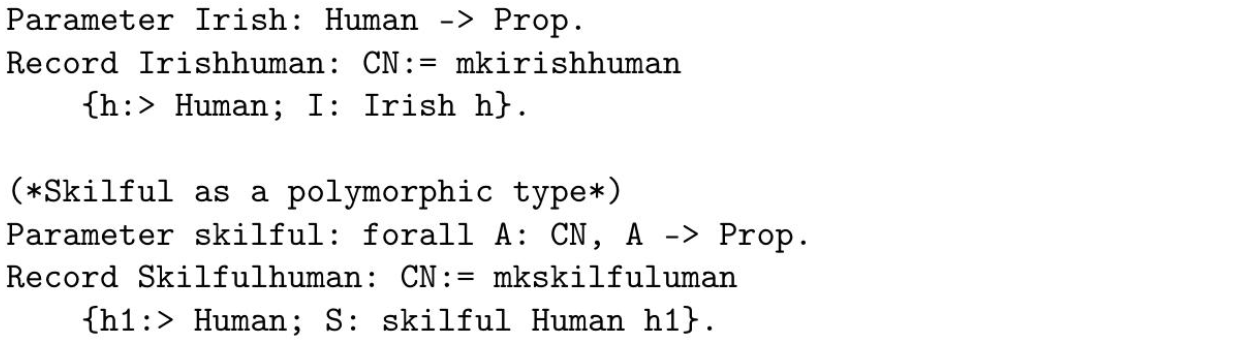 Parameter Irish: Human -> Prop.
Record Irishhuman: CN:= mkirishhuman
{h:> Human; I: Irish h}.
(*Skilful as a polymorphic type*)
Parameter skilful: forall A: CN, A -> Prop.
Record Skilfulhuman: CN:= mkskilfuluman
{h1:> Human; S: skilful Human h1}.